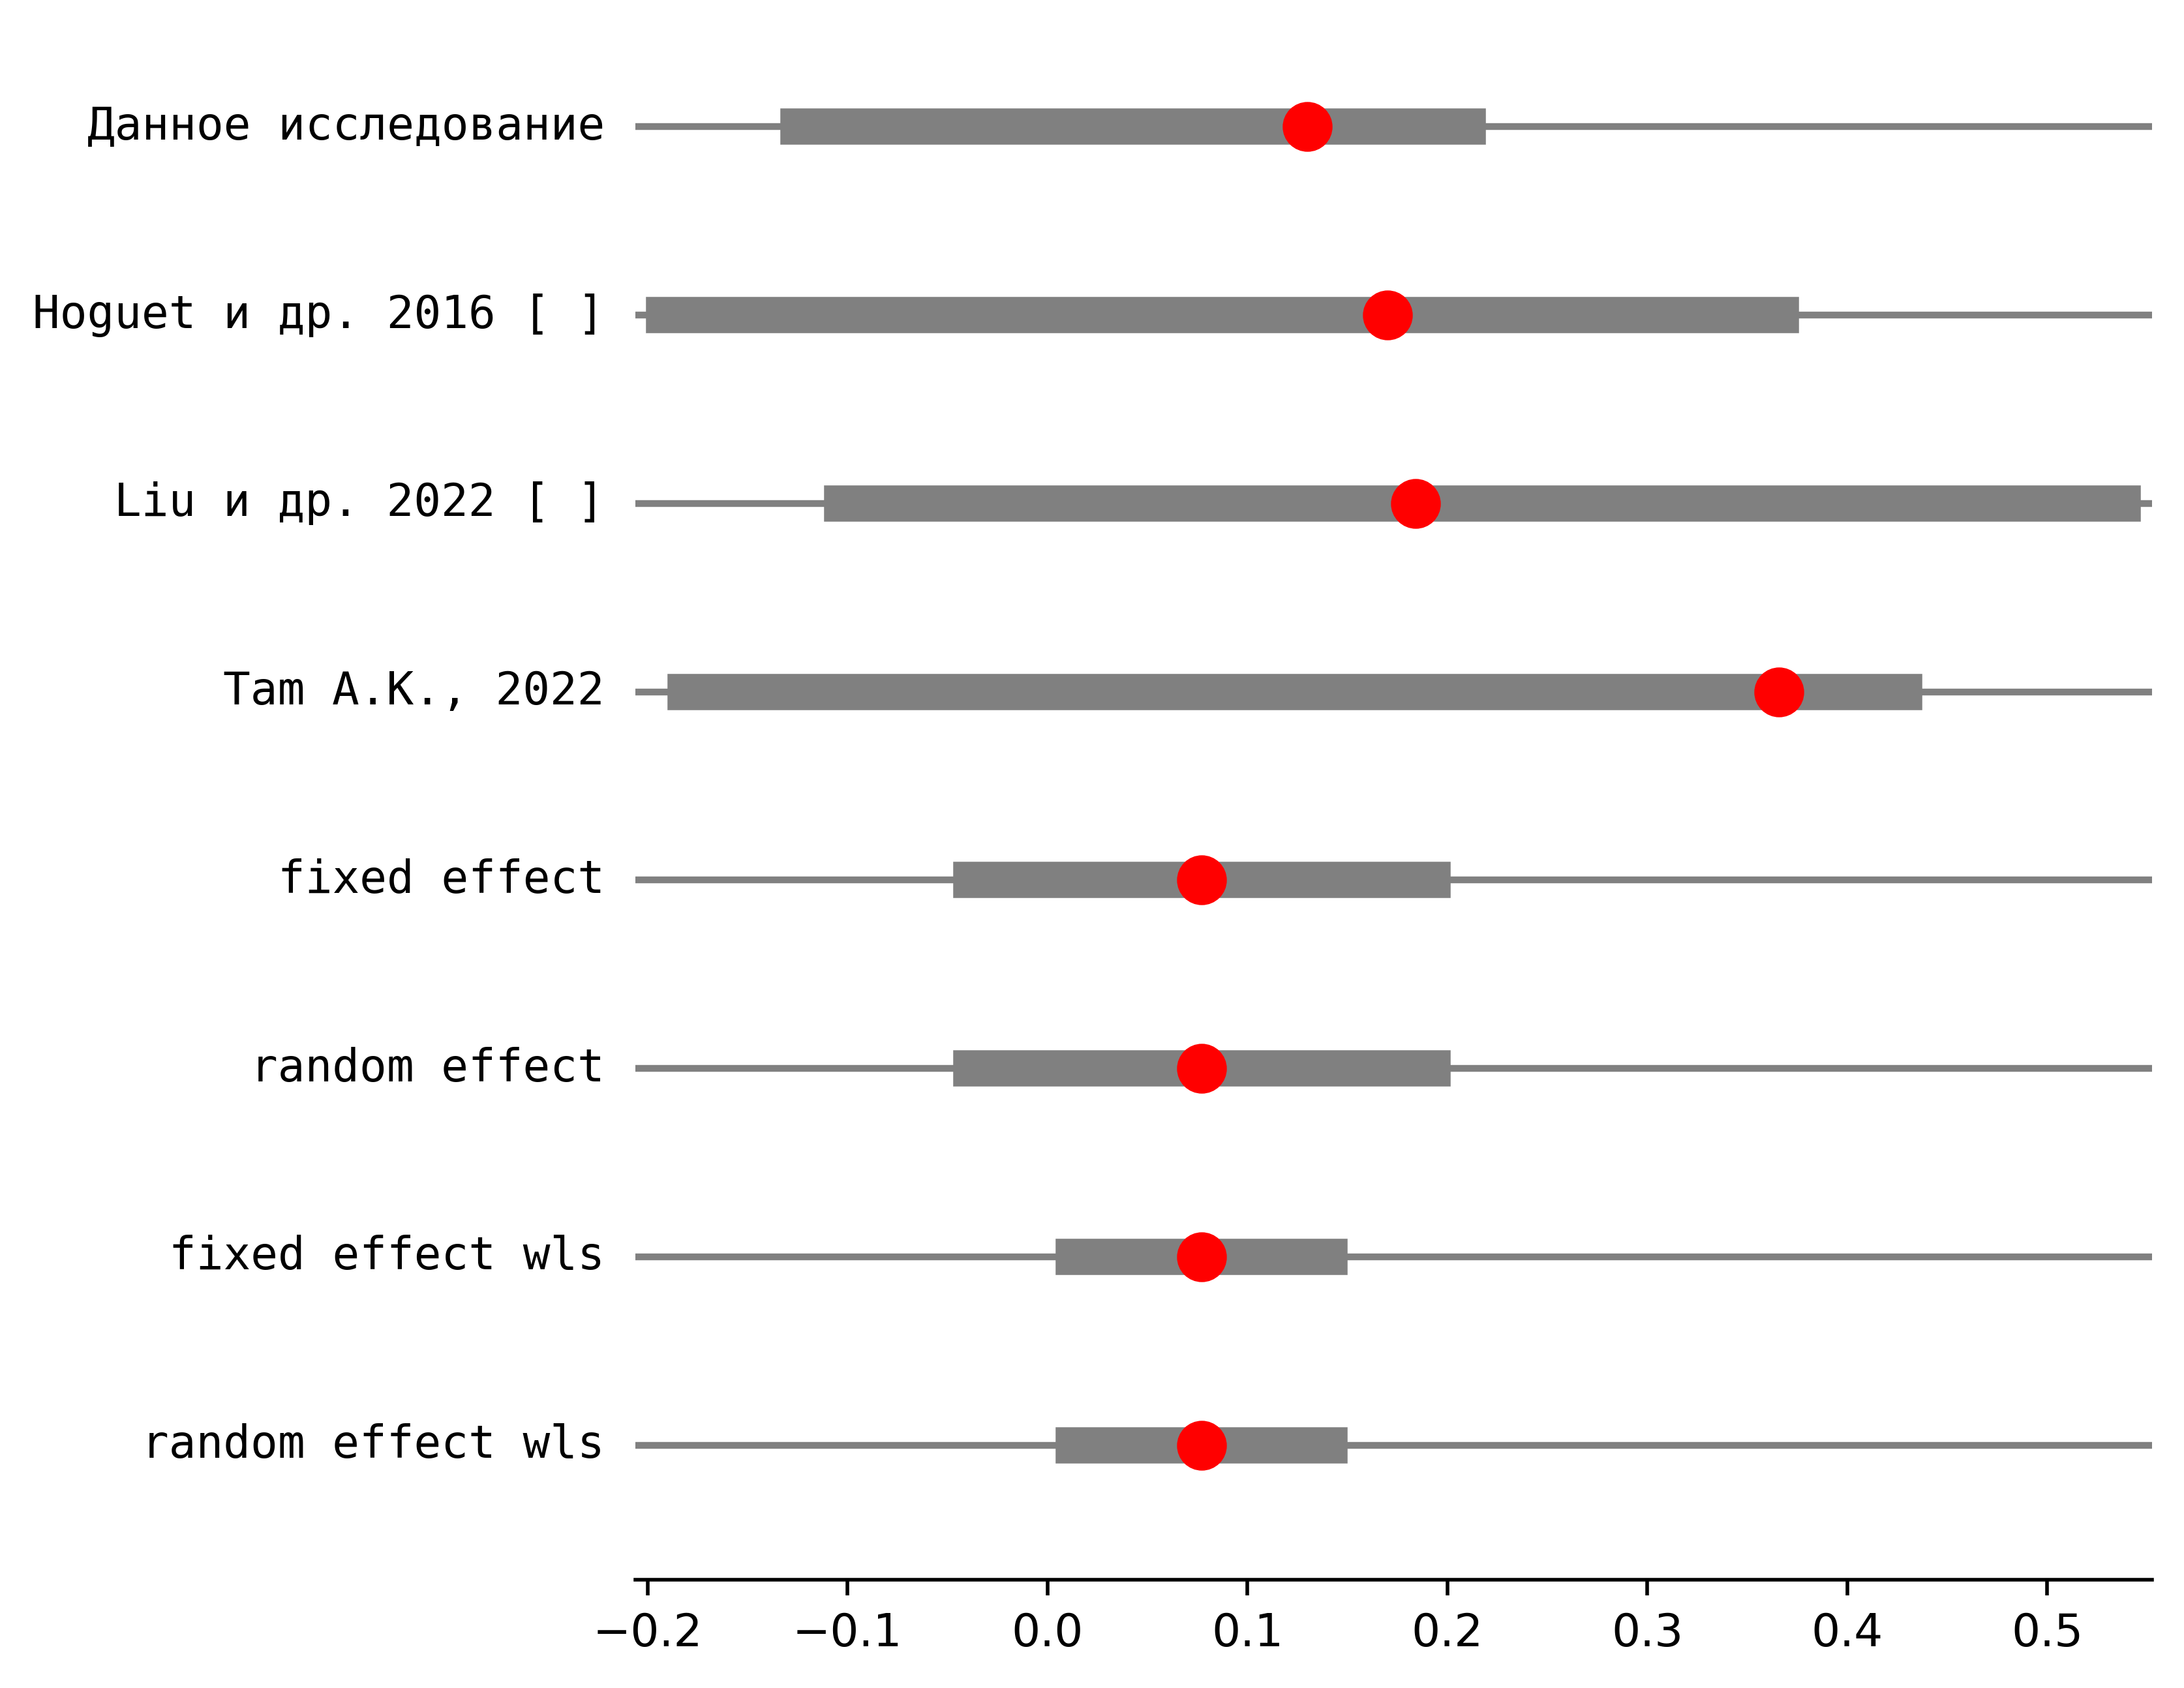 Данное исследование
Hoguet и др. 2016 [ ]
Liu и др. 2022 [ ]
Tam A.K., 2022
fixed effect
random effect
fixed effect wls
random effect wls
−0.2 −0.1 0.0 0.1 0.2 0.3 0.4 0.5